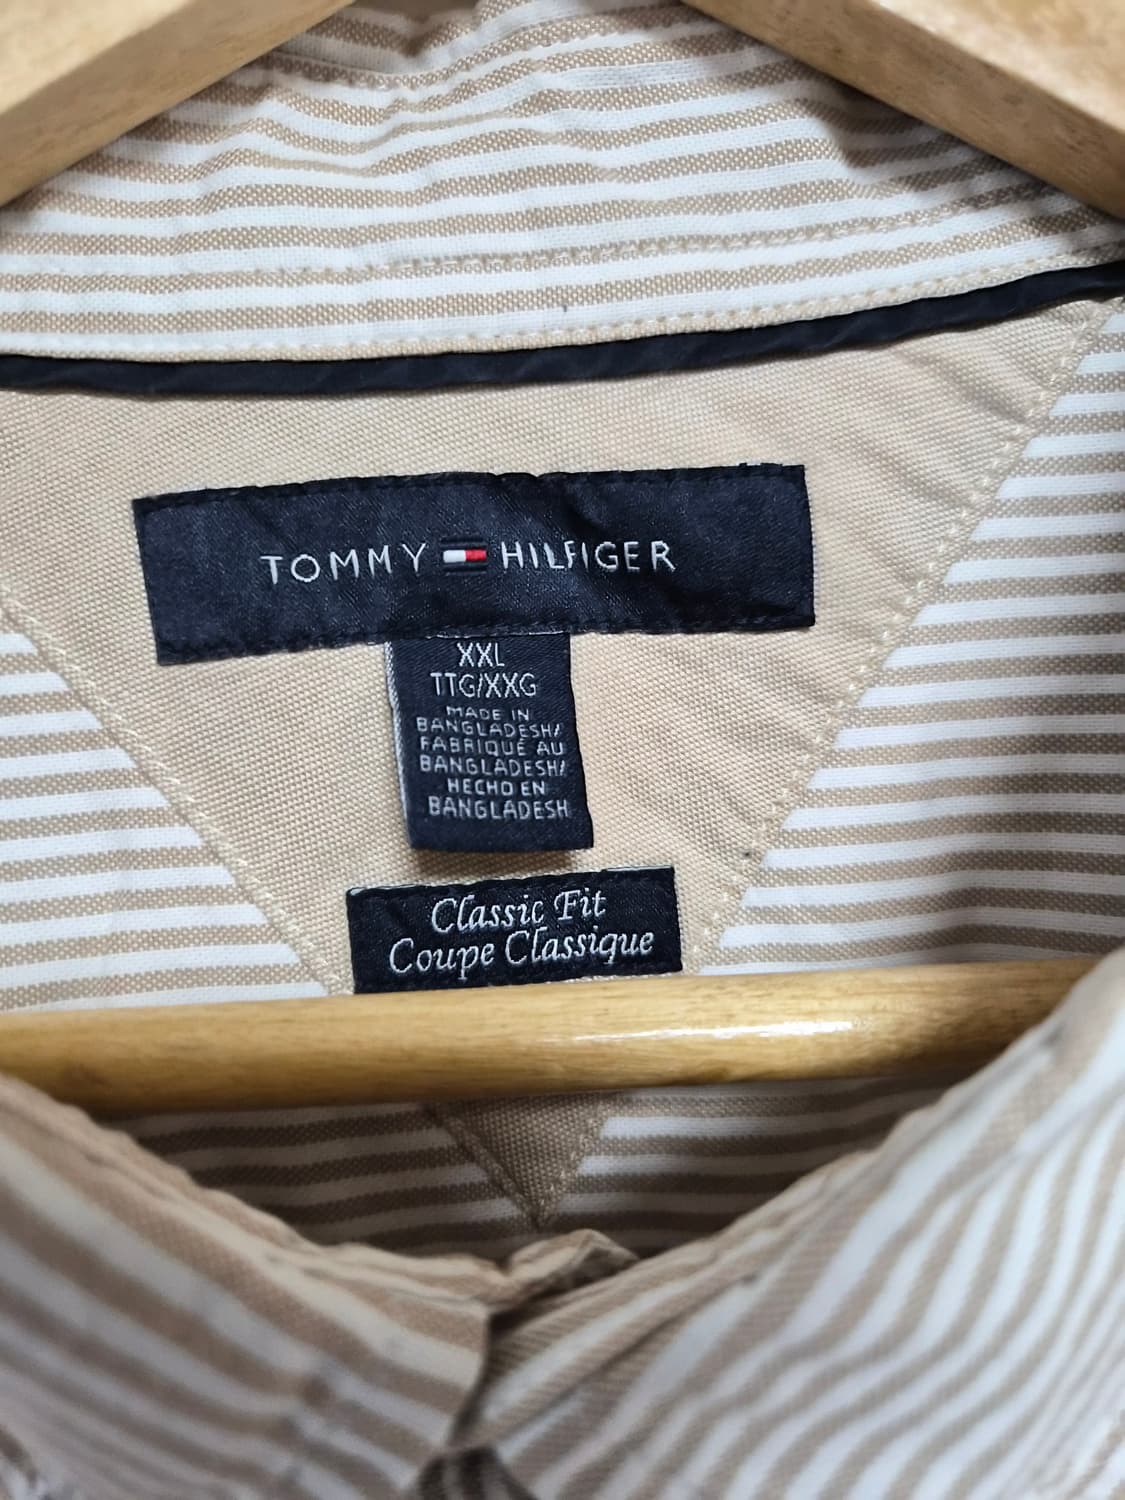 TOMMY HILFIGER
XXL
TTG/XXG
MADE IN
BANGLADESH/
FABRIQUÉ AU
BANGLADESH/
HECHO EN
BANGLADESH
Classic Fit
Coupe Classique